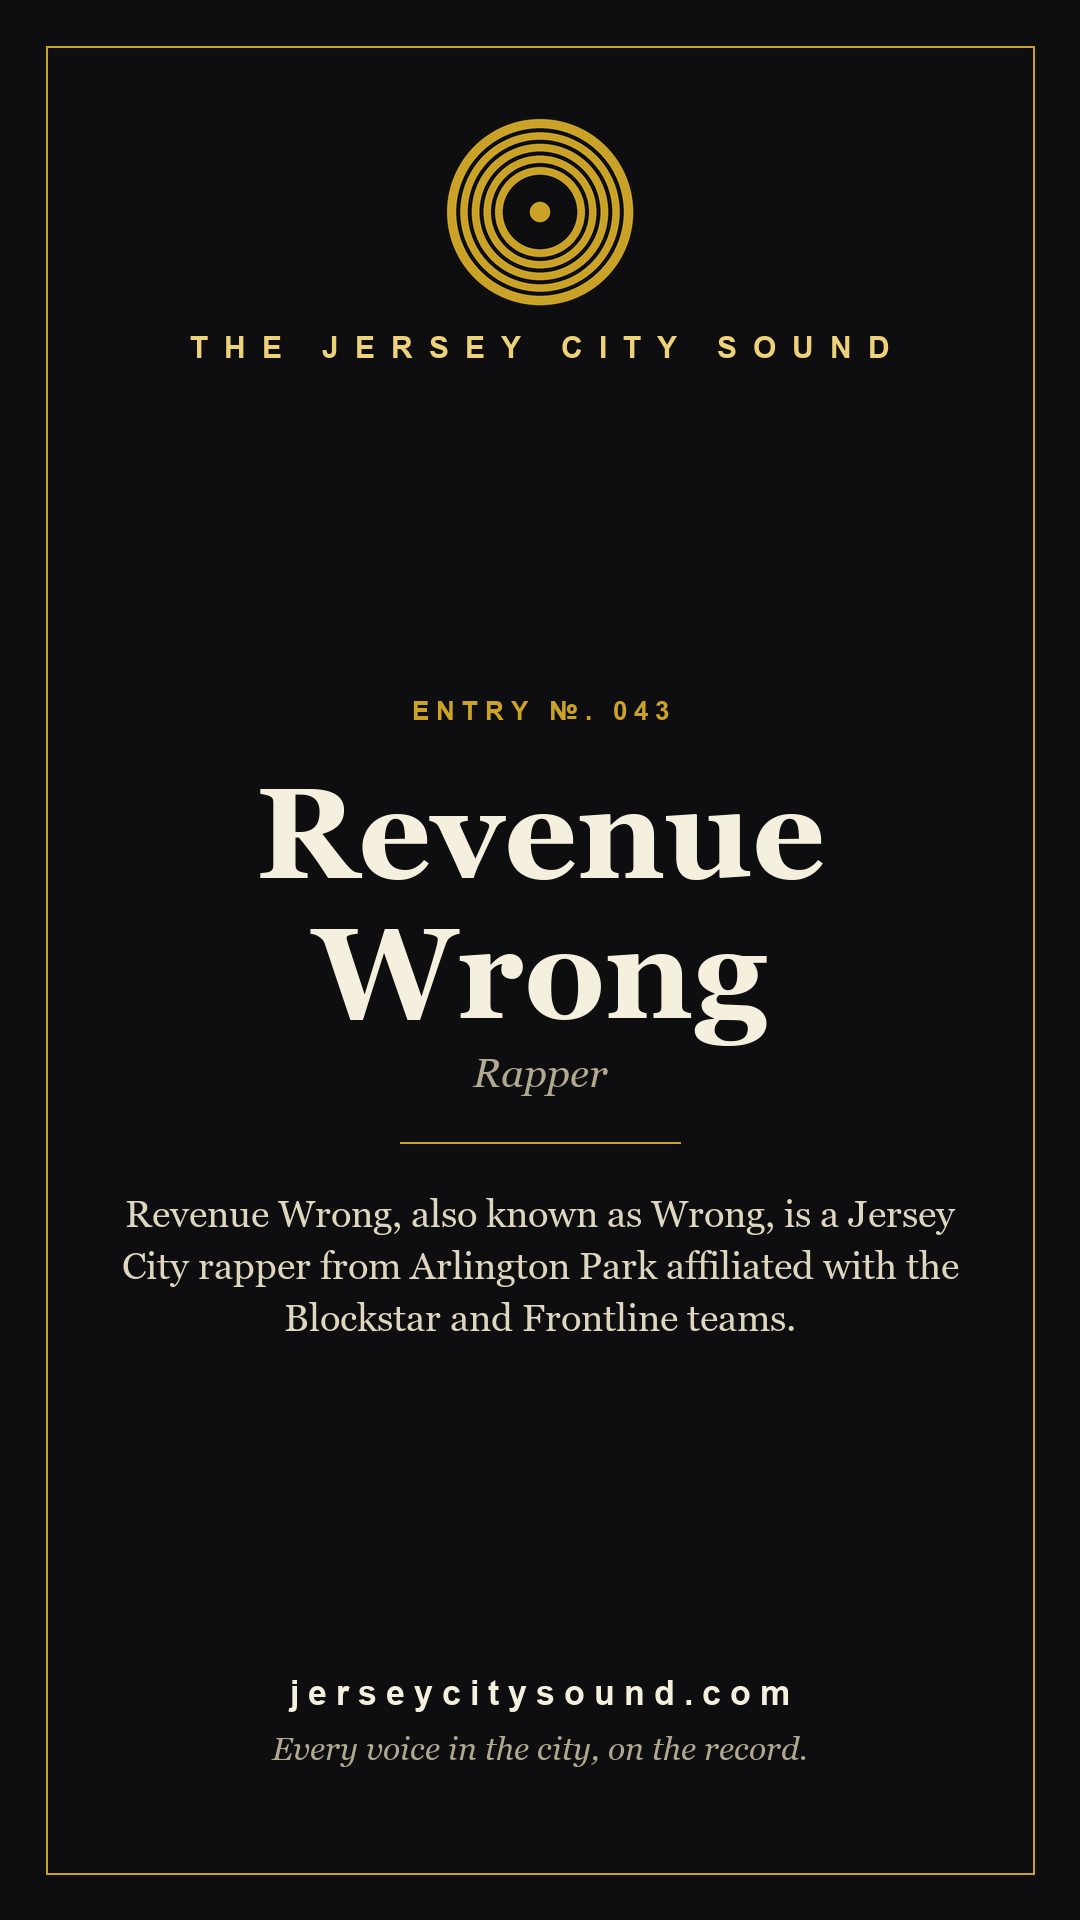 THE JERSEY CITY SOUND
ENTRY №. 043
Revenue
Wrong
Rapper
Revenue Wrong, also known as Wrong, is a Jersey
City rapper from Arlington Park affiliated with the
Blockstar and Frontline teams.
jerseycitysound.com
Every voice in the city, on the record.